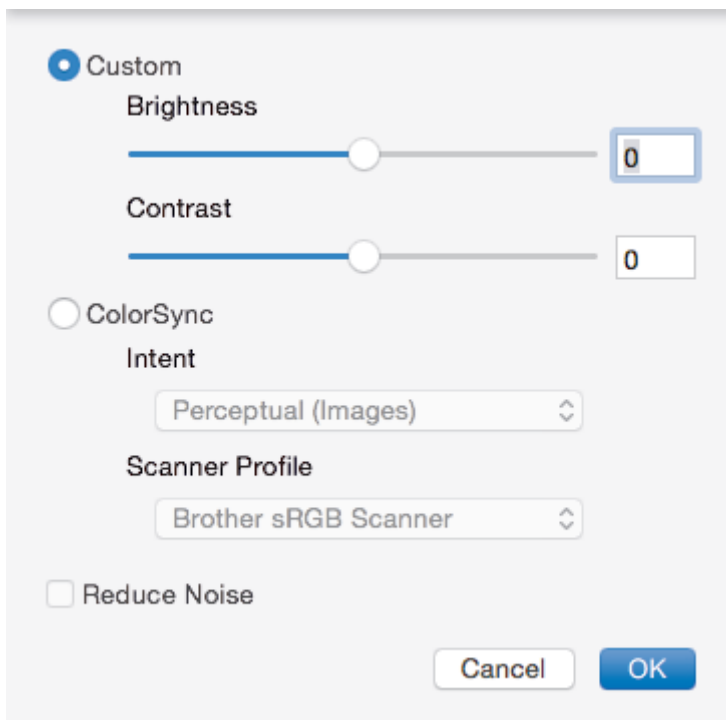 Custom
Brightness
0
Contrast
0
ColorSync
Intent
Perceptual (Images)
Scanner Profile
Brother sRGB Scanner
Reduce Noise
Cancel OK